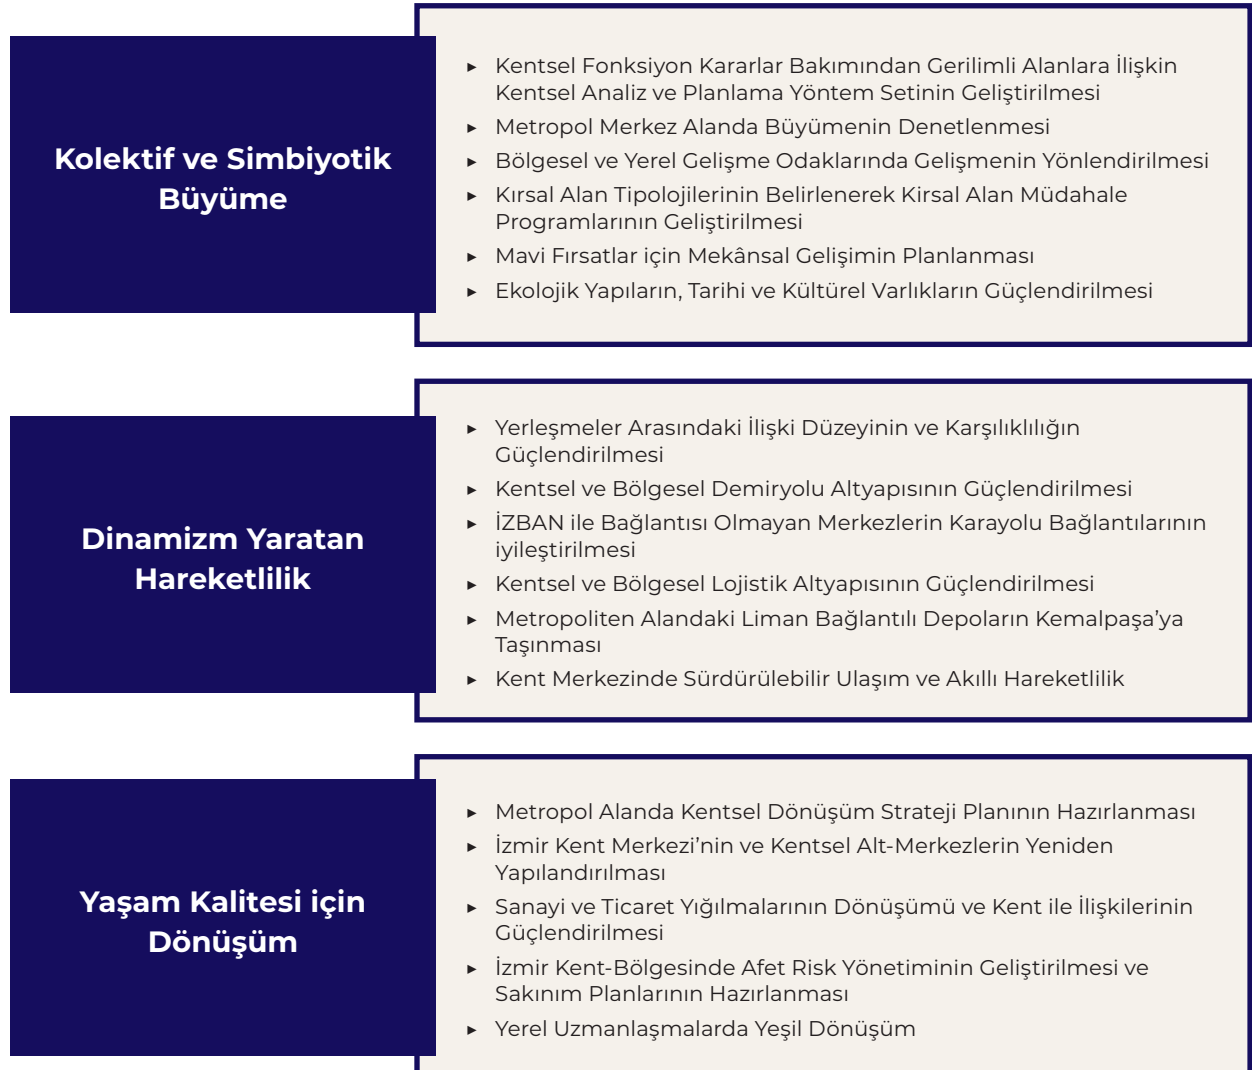 Kolektif ve Simbiyotik
Büyüme
▸ Kentsel Fonksiyon Kararlar Bakımından Gerilimli Alanlara İlişkin
Kentsel Analiz ve Planlama Yöntem Setinin Geliştirilmesi
▸ Metropol Merkez Alanda Büyümenin Denetlenmesi
▸ Bölgesel ve Yerel Gelişme Odaklarında Gelişmenin Yönlendirilmesi
▸ Kırsal Alan Tipolojilerinin Belirlenerek Kirsal Alan Müdahale
Programlarının Geliştirilmesi
▸ Mavi Fırsatlar için Mekânsal Gelişimin Planlanması
▸ Ekolojik Yapıların, Tarihi ve Kültürel Varlıkların Güçlendirilmesi
Dinamizm Yaratan
Hareketlilik
▸ Yerleşmeler Arasındaki İlişki Düzeyinin ve Karşılıklılığın
Güçlendirilmesi
▸ Kentsel ve Bölgesel Demiryolu Altyapısının Güçlendirilmesi
▸ İZBAN ile Bağlantısı Olmayan Merkezlerin Karayolu Bağlantılarının
iyileştirilmesi
▸ Kentsel ve Bölgesel Lojistik Altyapısının Güçlendirilmesi
▸ Metropoliten Alandaki Liman Bağlantılı Depoların Kemalpaşa’ya
Taşınması
▸ Kent Merkezinde Sürdürülebilir Ulaşım ve Akıllı Hareketlilik
Yaşam Kalitesi için
Dönüşüm
▸ Metropol Alanda Kentsel Dönüşüm Strateji Planının Hazırlanması
▸ İzmir Kent Merkezi’nin ve Kentsel Alt-Merkezlerin Yeniden
Yapılandırılması
▸ Sanayi ve Ticaret Yığılmalarının Dönüşümü ve Kent ile İlişkilerinin
Güçlendirilmesi
▸ İzmir Kent-Bölgesinde Afet Risk Yönetiminin Geliştirilmesi ve
Sakınım Planlarının Hazırlanması
▸ Yerel Uzmanlaşmalarda Yeşil Dönüşüm